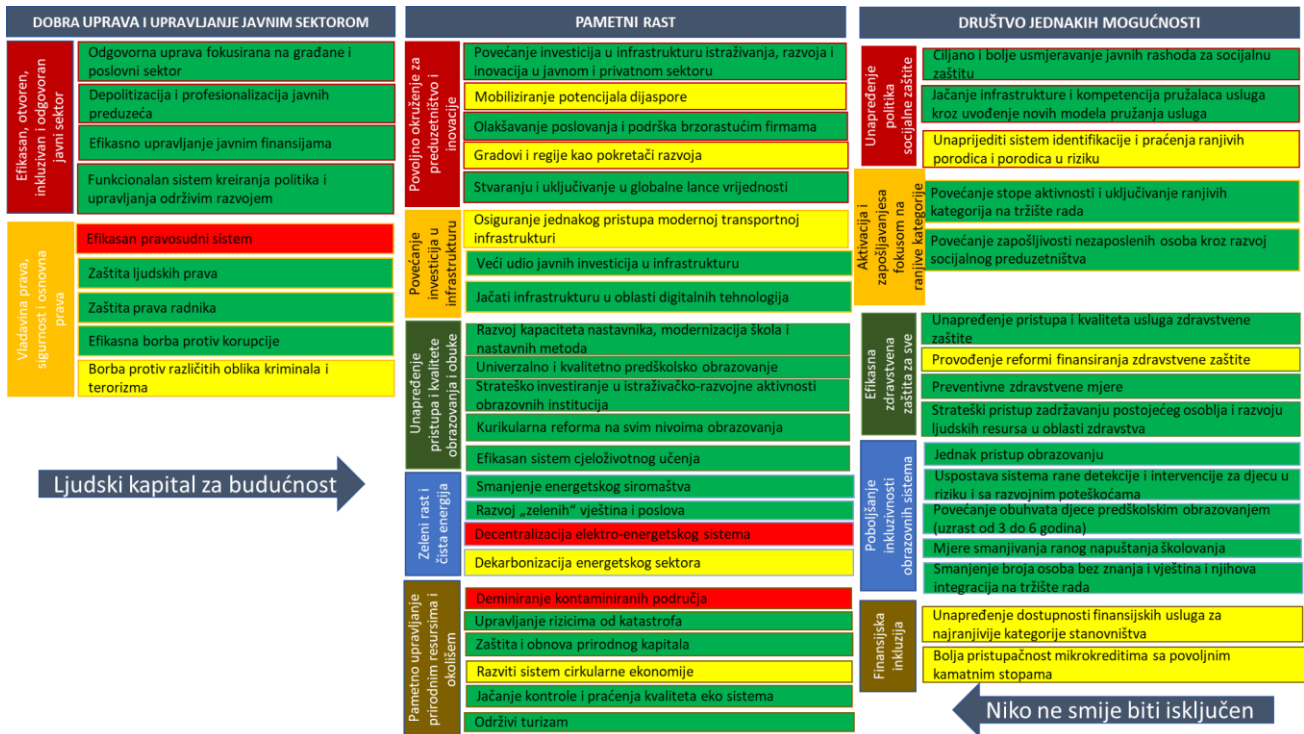 DOBRA UPRAVA I UPRAVLJANJE JAVNIM SEKTOROM
Efikasan, otvoren,
inkluzivan i odgovoran
javni sektor
Odgovorna uprava fokusirana na građane i
poslovni sektor
Depolitizacija i profesionalizacija javnih
preduzeća
Efikasno upravljanje javnim finansijama
Funkcionalan sistem kreiranja politika i
upravljanja održivim razvojem
Vladavina prava,
sigurnost i osnovna
prava
Efikasan pravosudni sistem
Zaštita ljudskih prava
Zaštita prava radnika
Efikasna borba protiv korupcije
Borba protiv različitih oblika kriminala i
terorizma
Ljudski kapital za budućnost
PAMETNI RAST
Povoljno okruženje za
preduzetništvo i
inovacije
Povećanje investicija u infrastrukturu istraživanja, razvoja i
inovacija u javnom i privatnom sektoru
Mobiliziranje potencijala dijaspore
Olakšavanje poslovanja i podrška brzorastućim firmama
Gradovi i regije kao pokretači razvoja
Stvaranju i uključivanje u globalne lance vrijednosti
Povećanje
investicija u
infrastrukturu
Osiguranje jednakog pristupa modernoj transportnoj
infrastrukturi
Veći udio javnih investicija u infrastrukturu
Jačati infrastrukturu u oblasti digitalnih tehnologija
Unapređenje
pristupa i kvalitete
obrazovanja i obuke
Razvoj kapaciteta nastavnika, modernizacija škola i
nastavnih metoda
Univerzalno i kvalitetno predškolsko obrazovanje
Strateško investiranje u istraživačko-razvojne aktivnosti
obrazovnih institucija
Kurikularna reforma na svim nivoima obrazovanja
Efikasan sistem cjeloživotnog učenja
Zeleni rast i
čista energija
Smanjenje energetskog siromaštva
Razvoj „zelenih“ vještina i poslova
Decentralizacija elektro-energetskog sistema
Dekarbonizacija energetskog sektora
Pametno upravljanje
prirodnim resursima i
okolišem
Deminiranje kontaminiranih područja
Upravljanje rizicima od katastrofa
Zaštita i obnova prirodnog kapitala
Razviti sistem cirkularne ekonomije
Jačanje kontrole i praćenja kvaliteta eko sistema
Održivi turizam
DRUŠTVO JEDNAKIH MOGUĆNOSTI
Unapređenje
politika
socijalne zaštite
Ciljano i bolje usmjeravanje javnih rashoda za socijalnu
zaštitu
Jačanje infrastrukture i kompetencija pružalaca usluga
kroz uvođenje novih modela pružanja usluga
Unaprijediti sistem identifikacije i praćenja ranjivih
porodica i porodica u riziku
Aktivacija i
zapošljavanjesa
fokusom na
ranjive kategorije
Povećanje stope aktivnosti i uključivanje ranjivih
kategorija na tržište rada
Povećanje zapošljivosti nezaposlenih osoba kroz razvoj
socijalnog preduzetništva
Efikasna
zdravstvena
zaštita za sve
Unapređenje pristupa i kvaliteta usluga zdravstvene
zaštite
Provođenje reformi finansiranja zdravstvene zaštite
Preventivne zdravstvene mjere
Strateški pristup zadržavanju postojećeg osoblja i razvoju
ljudskih resursa u oblasti zdravstva
Poboljšanje
inkluzivnosti
obrazovnih sistema
Jednak pristup obrazovanju
Uspostava sistema rane detekcije i intervencije za djecu u
riziku i sa razvojnim poteškoćama
Povećanje obuhvata djece predškolskim obrazovanjem
(uzrast od 3 do 6 godina)
Mjere smanjivanja ranog napuštanja školovanja
Smanjenje broja osoba bez znanja i vještina i njihova
integracija na tržište rada
Finansijska
inkluzija
Unapređenje dostupnosti finansijskih usluga za
najranjivije kategorije stanovništva
Bolja pristupačnost mikrokreditima sa povoljnim
kamatnim stopama
Niko ne smije biti isključen